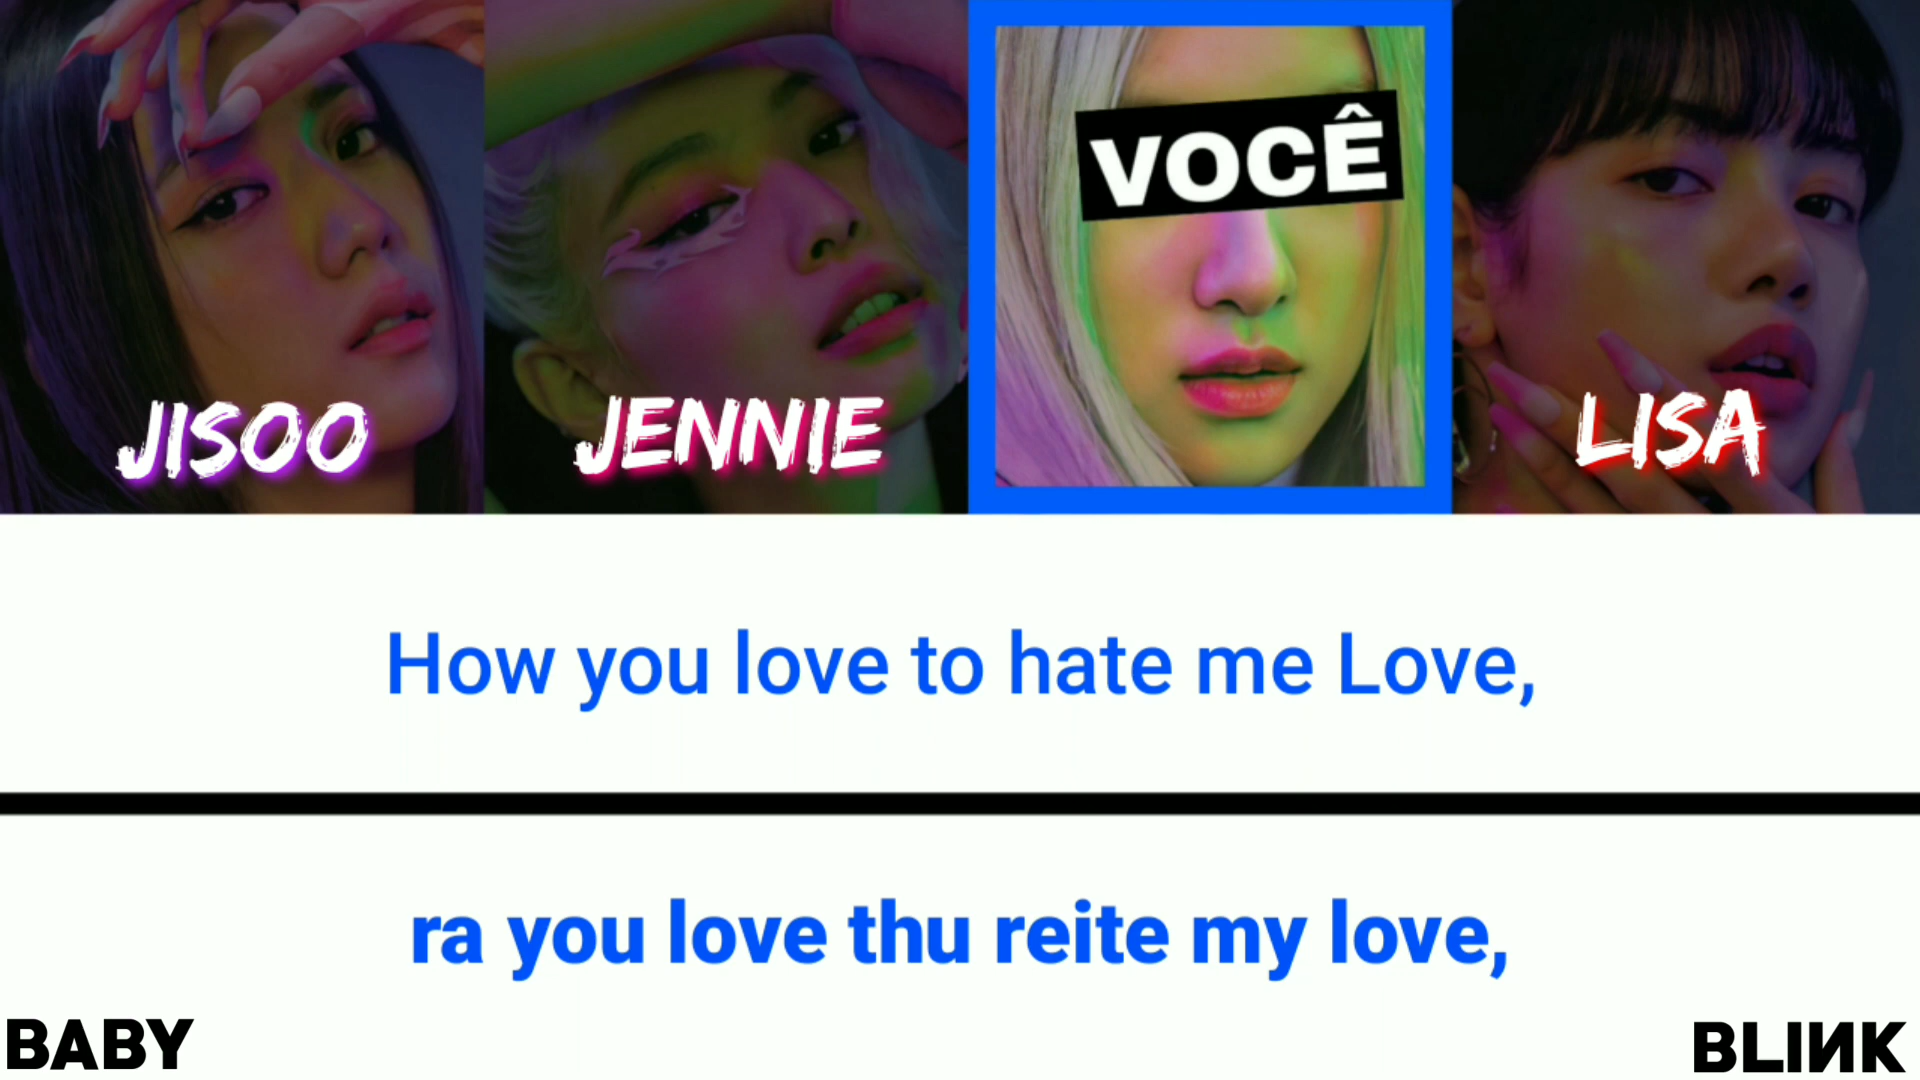 JISOO
JENNIE
VOCÊ
LISA
How you love to hate me Love,
ra you love thu reite my love,
BABY
BLIИK